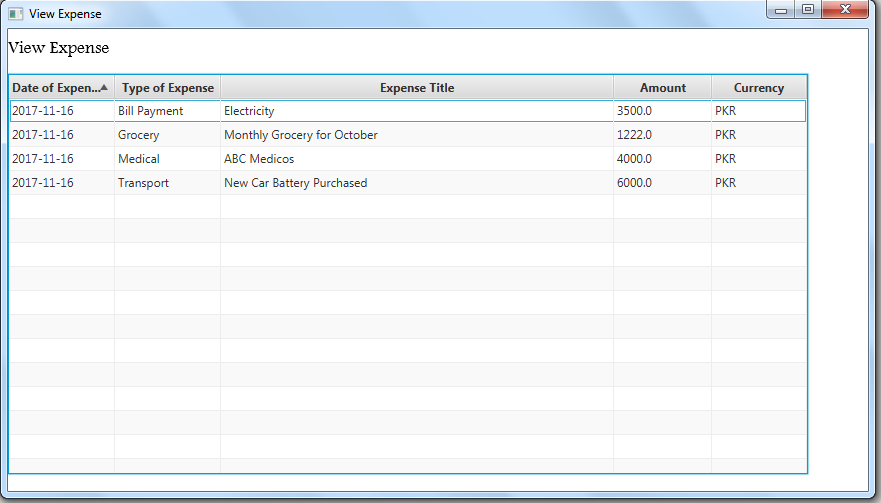 View Expense
View Expense
Date of Expen... Type of Expense Expense Title Amount Currency
2017-11-16 Bill Payment Electricity 3500.0 PKR
2017-11-16 Grocery Monthly Grocery for October 1222.0 PKR
2017-11-16 Medical ABC Medicos 4000.0 PKR
2017-11-16 Transport New Car Battery Purchased 6000.0 PKR